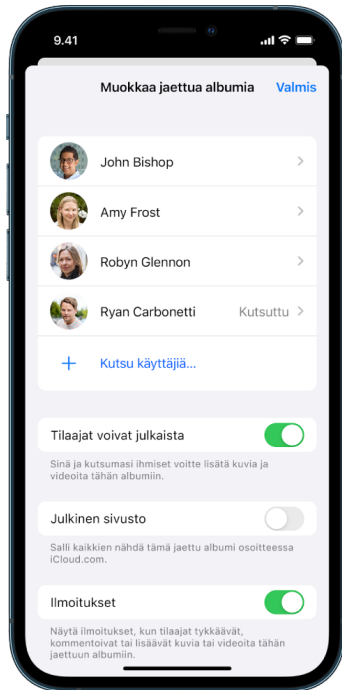 9.41
Muokkaa jaettua albumia Valmis
John Bishop
Amy Frost
Robyn Glennon
Ryan Carbonetti Kutsuttu
Kutsu käyttäjiä...
Tilaajat voivat julkaista
Sinä ja kutsumasi ihmiset voitte lisätä kuvia ja
videoita tähän albumiin.
Julkinen sivusto
Salli kaikkien nähdä tämä jaettu albumi osoitteessa
iCloud.com.
Ilmoitukset
Näytä ilmoitukset, kun tilaajat tykkäävät,
kommentoivat tai lisäävät kuvia tai videoita tähän
jaettuun albumiin.